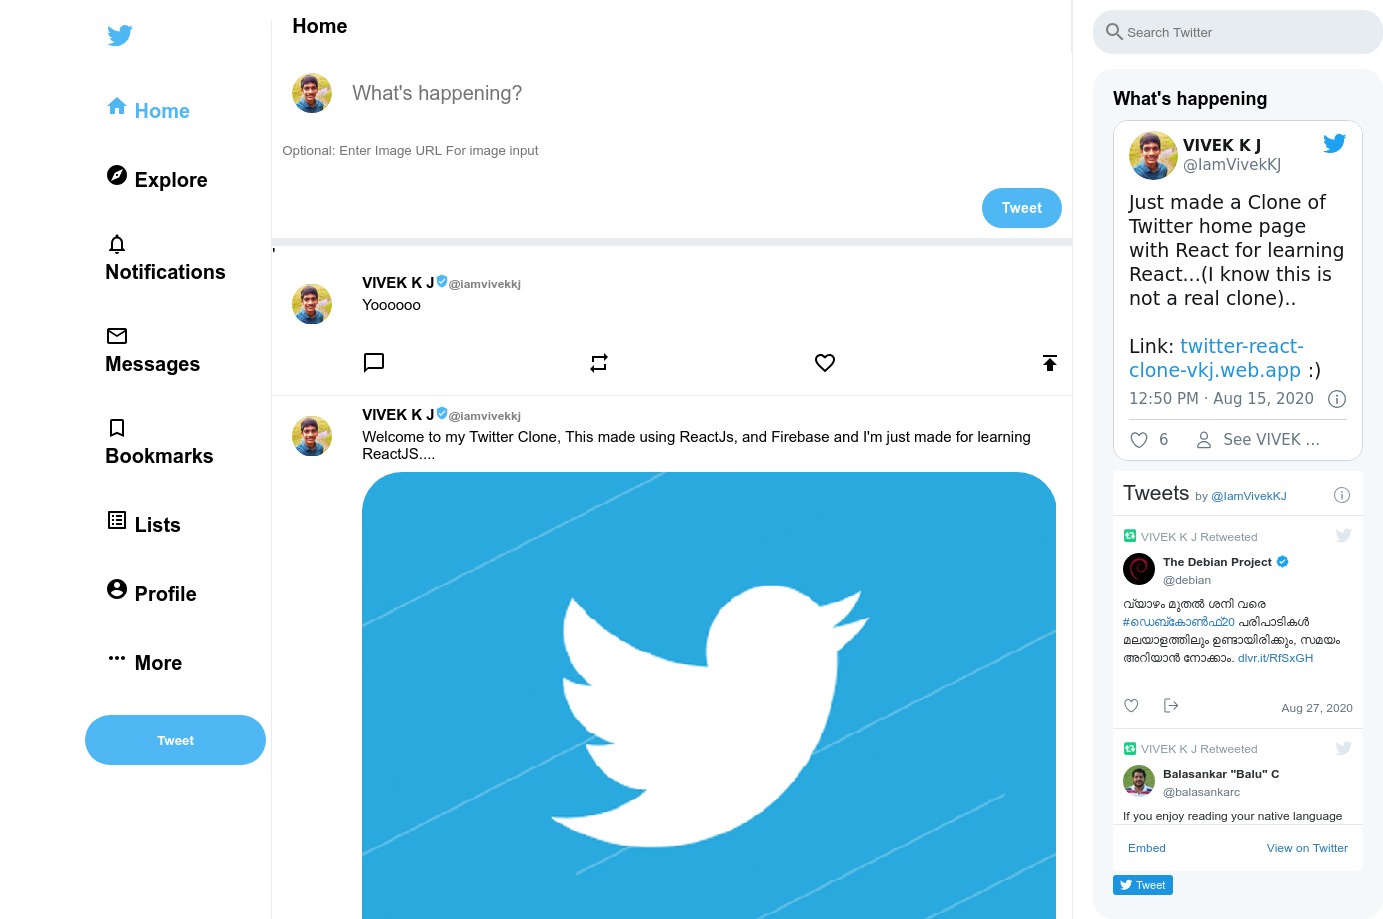 Home
Explore
Notifications
Messages
Bookmarks
Lists
Profile
More
Tweet
Home
What's happening?
Optional: Enter Image URL For image input
Tweet
'
VIVEK K J @iamvivekkj
Yoooooo
VIVEK K J @iamvivekkj
Welcome to my Twitter Clone, This made using ReactJs, and Firebase and I'm just made for learning
ReactJS....
Search Twitter
What's happening
VIVEK K J
@IamVivekKJ
Just made a Clone of
Twitter home page
with React for learning
React...(I know this is
not a real clone)..
Link: twitter-react-
clone-vkj.web.app :)
12:50 PM · Aug 15, 2020
6 See VIVEK ...
Tweets by @IamVivekKJ
VIVEK K J Retweeted
The Debian Project
@debian
വ്യാഴം മുതൽ ശനി വരെ
#ഡെബ്കോൺഫ്20 പരിപാടികൾ
മലയാളത്തിലും ഉണ്ടായിരിക്കും, സമയം
അറിയാൻ നോക്കാം. dlvr.it/RfSxGH
Aug 27, 2020
VIVEK K J Retweeted
Balasankar "Balu" C
@balasankarc
If you enjoy reading your native language
Embed View on Twitter
Tweet